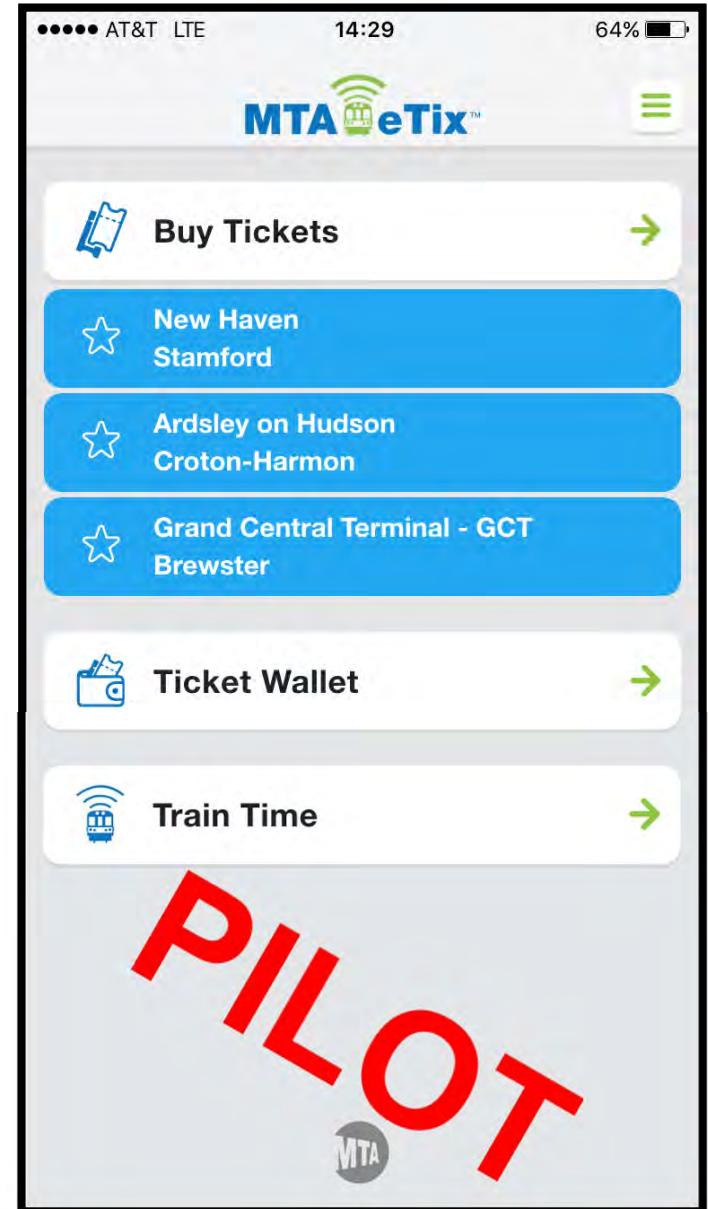 AT&T LTE 14:29 64%
MTA eTix™
Buy Tickets
New Haven
Stamford
Ardsley on Hudson
Croton-Harmon
Grand Central Terminal - GCT
Brewster
Ticket Wallet
Train Time
PILOT
MTA